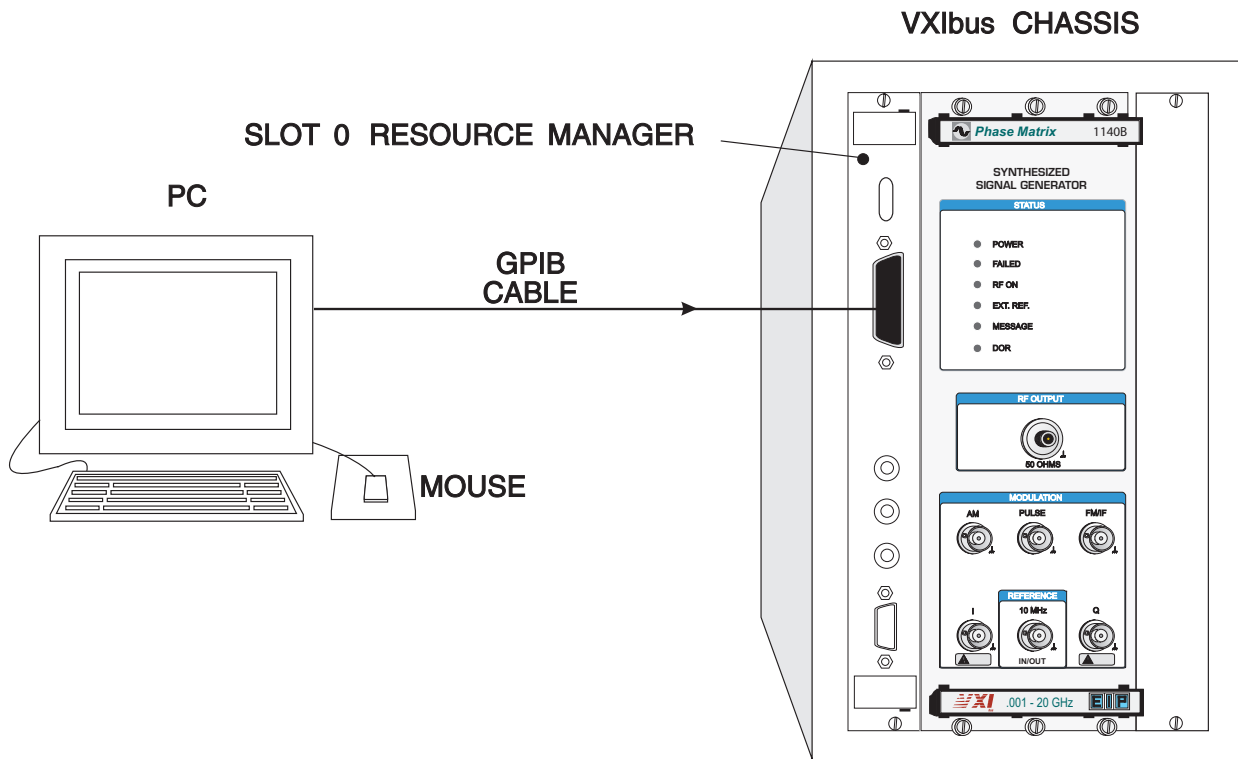 VXIbus CHASSIS
SLOT 0 RESOURCE MANAGER
PC
GPIB
CABLE
MOUSE
Phase Matrix 1140B
SYNTHESIZED
SIGNAL GENERATOR
STATUS
POWER
FAILED
RF ON
EXT. REF.
MESSAGE
DOR
RF OUTPUT
50 OHMS
MODULATION
AM PULSE FM/IF
REFERENCE
I 10 MHz Q
IN/OUT
VXI .001 - 20 GHz EIP